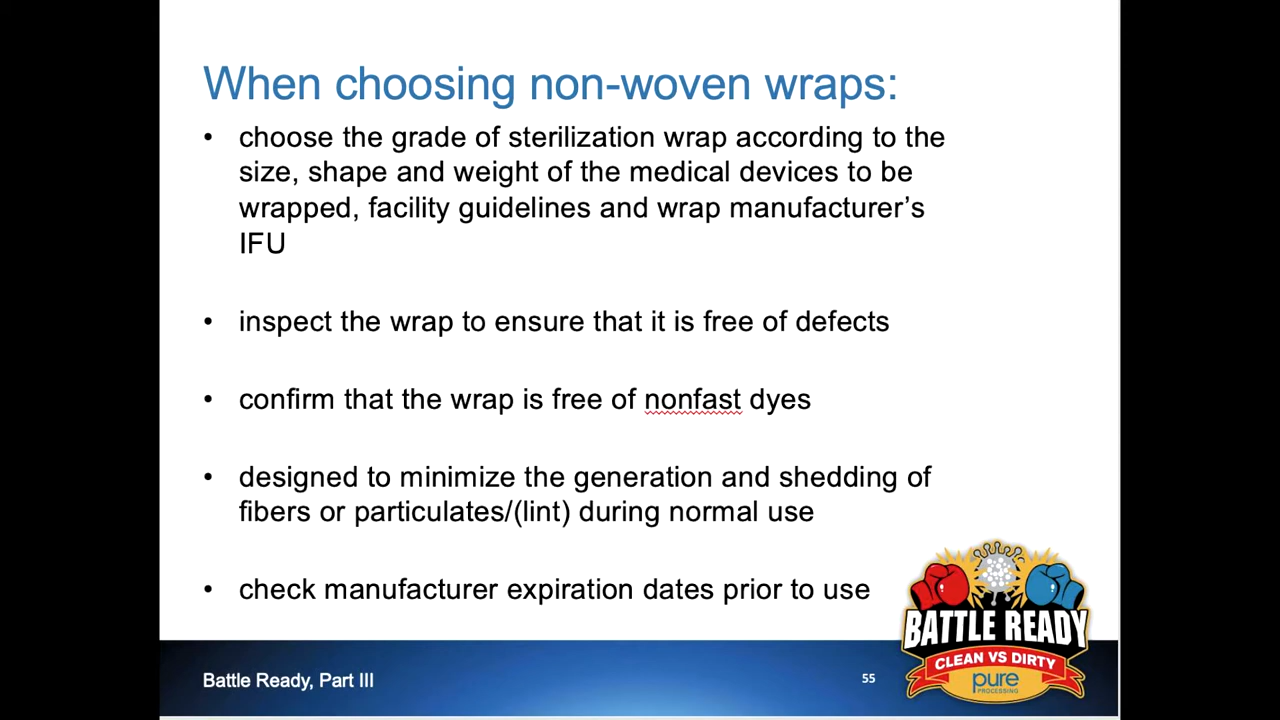 When choosing non-woven wraps:
• choose the grade of sterilization wrap according to the
size, shape and weight of the medical devices to be
wrapped, facility guidelines and wrap manufacturer’s
IFU
• inspect the wrap to ensure that it is free of defects
• confirm that the wrap is free of nonfast dyes
• designed to minimize the generation and shedding of
fibers or particulates/(lint) during normal use
• check manufacturer expiration dates prior to use
BATTLE READY
CLEAN VS DIRTY
pure
PROCESSING
Battle Ready, Part III
55